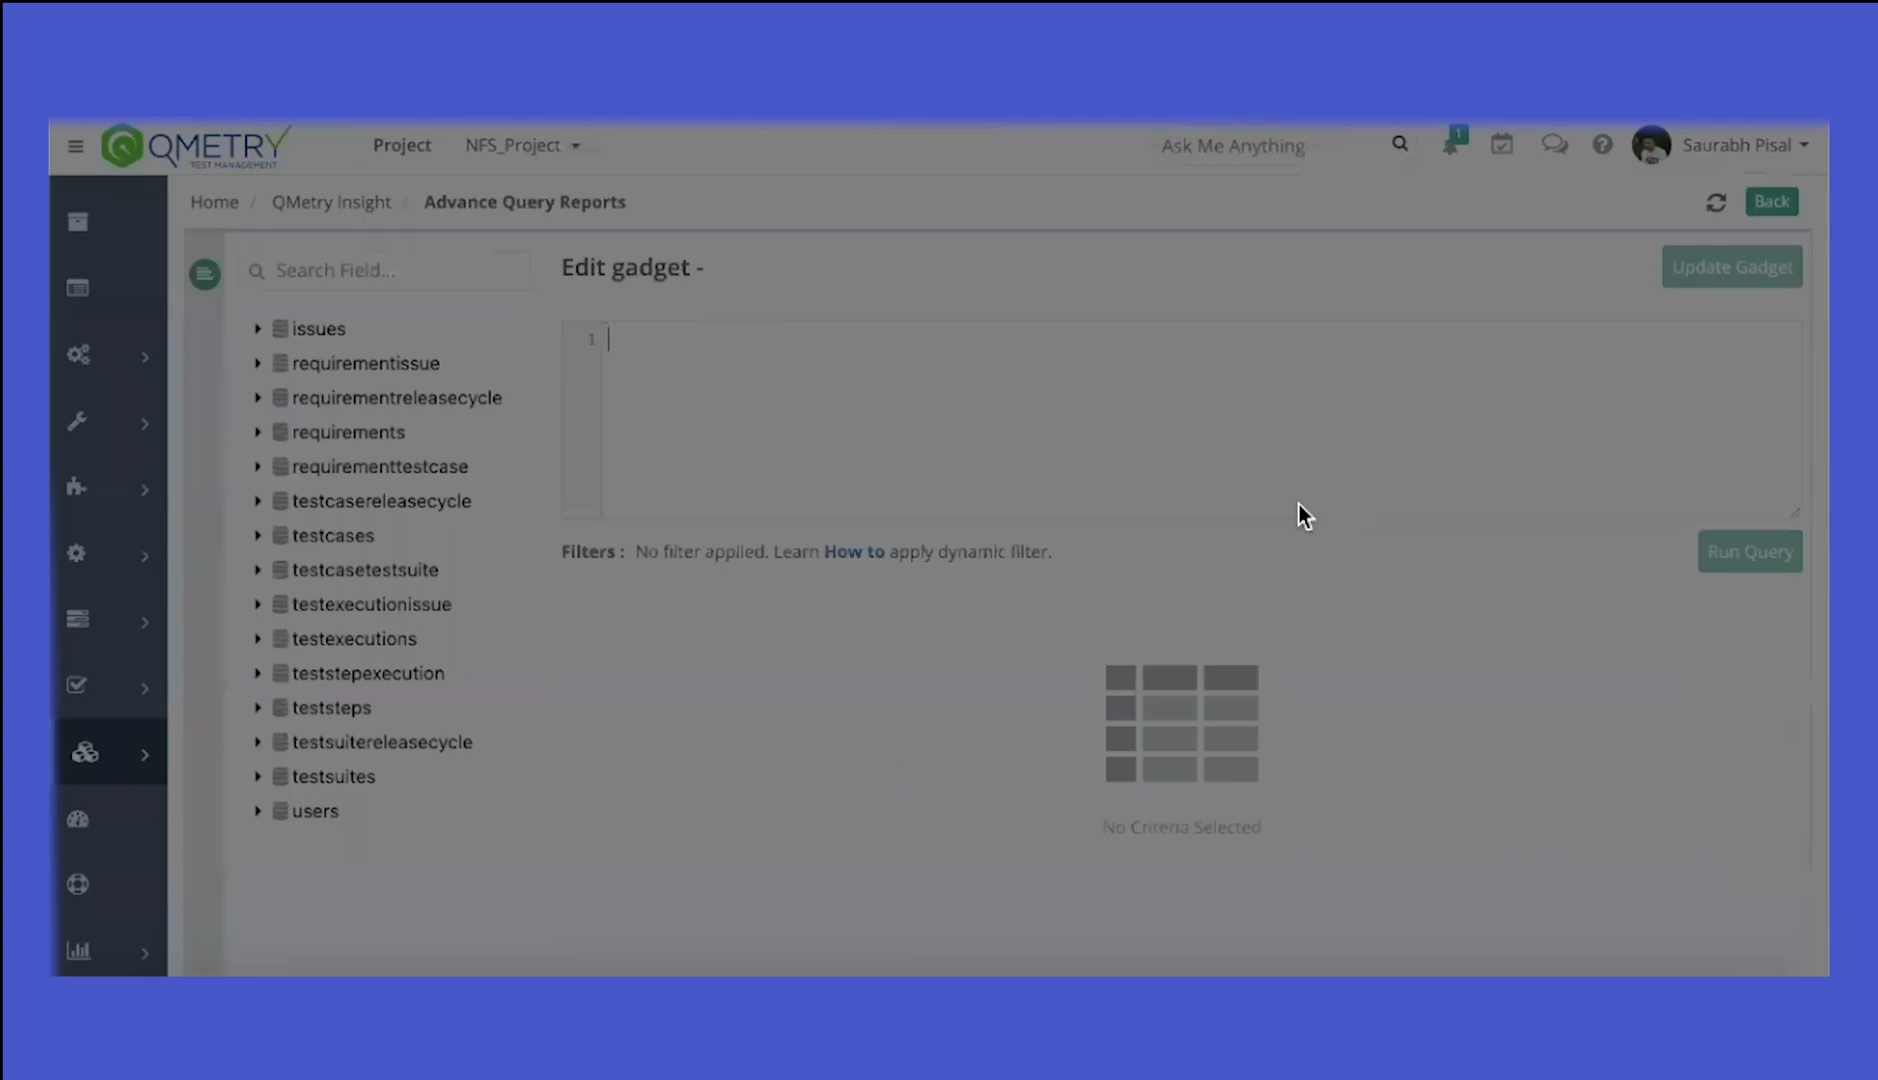 QMETRY
TEST MANAGEMENT
Project NFS_Project
Ask Me Anything
1
Saurabh Pisal
Home / QMetry Insight / Advance Query Reports
Back
Search Field...
Edit gadget -
Update Gadget
1
issues
requirementissue
requirementreleasecycle
requirements
requirementtestcase
testcasereleasecycle
testcases
testcasetestsuite
testexecutionissue
testexecutions
teststepexecution
teststeps
testsuitereleasecycle
testsuites
users
Filters : No filter applied. Learn How to apply dynamic filter.
Run Query
No Criteria Selected